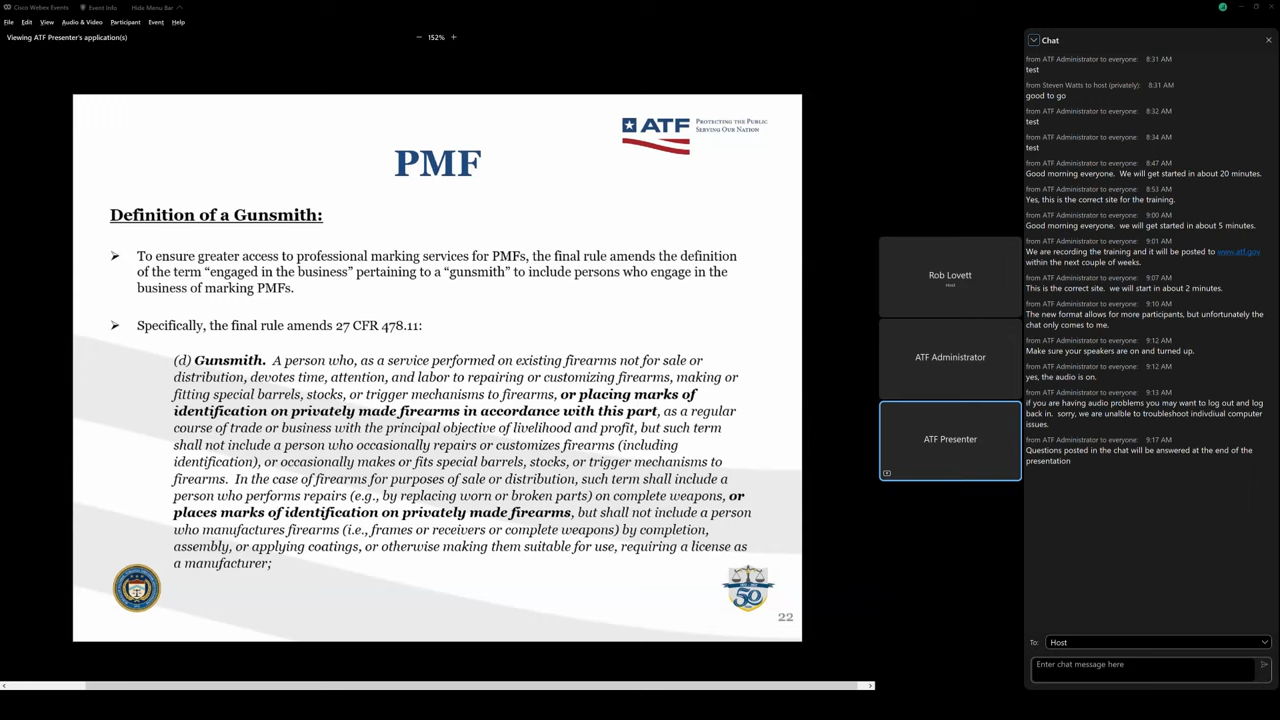 Cisco Webex Events
Event Info
Hide Menu Bar
File Edit View Audio & Video Participant Event Help
Viewing ATF Presenter's application(s)
152%
ATF
PROTECTING THE PUBLIC
SERVING OUR NATION
PMF
Definition of a Gunsmith:
To ensure greater access to professional marking services for PMFs, the final rule amends the definition
of the term “engaged in the business” pertaining to a “gunsmith” to include persons who engage in the
business of marking PMFs.
Specifically, the final rule amends 27 CFR 478.11:
(d) Gunsmith. A person who, as a service performed on existing firearms not for sale or
distribution, devotes time, attention, and labor to repairing or customizing firearms, making or
fitting special barrels, stocks, or trigger mechanisms to firearms, or placing marks of
identification on privately made firearms in accordance with this part, as a regular
course of trade or business with the principal objective of livelihood and profit, but such term
shall not include a person who occasionally repairs or customizes firearms (including
identification), or occasionally makes or fits special barrels, stocks, or trigger mechanisms to
firearms. In the case of firearms for purposes of sale or distribution, such term shall include a
person who performs repairs (e.g., by replacing worn or broken parts) on complete weapons, or
places marks of identification on privately made firearms, but shall not include a person
who manufactures firearms (i.e., frames or receivers or complete weapons) by completion,
assembly, or applying coatings, or otherwise making them suitable for use, requiring a license as
a manufacturer;
50
22
Rob Lovett
Host
ATF Administrator
ATF Presenter
Chat
from ATF Administrator to everyone: 8:31 AM
test
from Steven Watts to host (privately): 8:31 AM
good to go
from ATF Administrator to everyone: 8:32 AM
test
from ATF Administrator to everyone: 8:34 AM
test
from ATF Administrator to everyone: 8:47 AM
Good morning everyone. We will get started in about 20 minutes.
from ATF Administrator to everyone: 8:53 AM
Yes, this is the correct site for the training.
from ATF Administrator to everyone: 9:00 AM
Good morning everyone. we will get started in about 5 minutes.
from ATF Administrator to everyone: 9:01 AM
We are recording the training and it will be posted to www.atf.gov
within the next couple of weeks.
from ATF Administrator to everyone: 9:07 AM
This is the correct site. we will start in about 2 minutes.
from ATF Administrator to everyone: 9:10 AM
The new format allows for more participants, but unfortunately the
chat only comes to me.
from ATF Administrator to everyone: 9:12 AM
Make sure your speakers are on and turned up.
from ATF Administrator to everyone: 9:12 AM
yes, the audio is on.
from ATF Administrator to everyone: 9:13 AM
if you are having audio problems you may want to log out and log
back in. sorry, we are unalble to troubleshoot indivdiual computer
issues.
from ATF Administrator to everyone: 9:17 AM
Questions posted in the chat will be answered at the end of the
presentation
To: Host
Enter chat message here